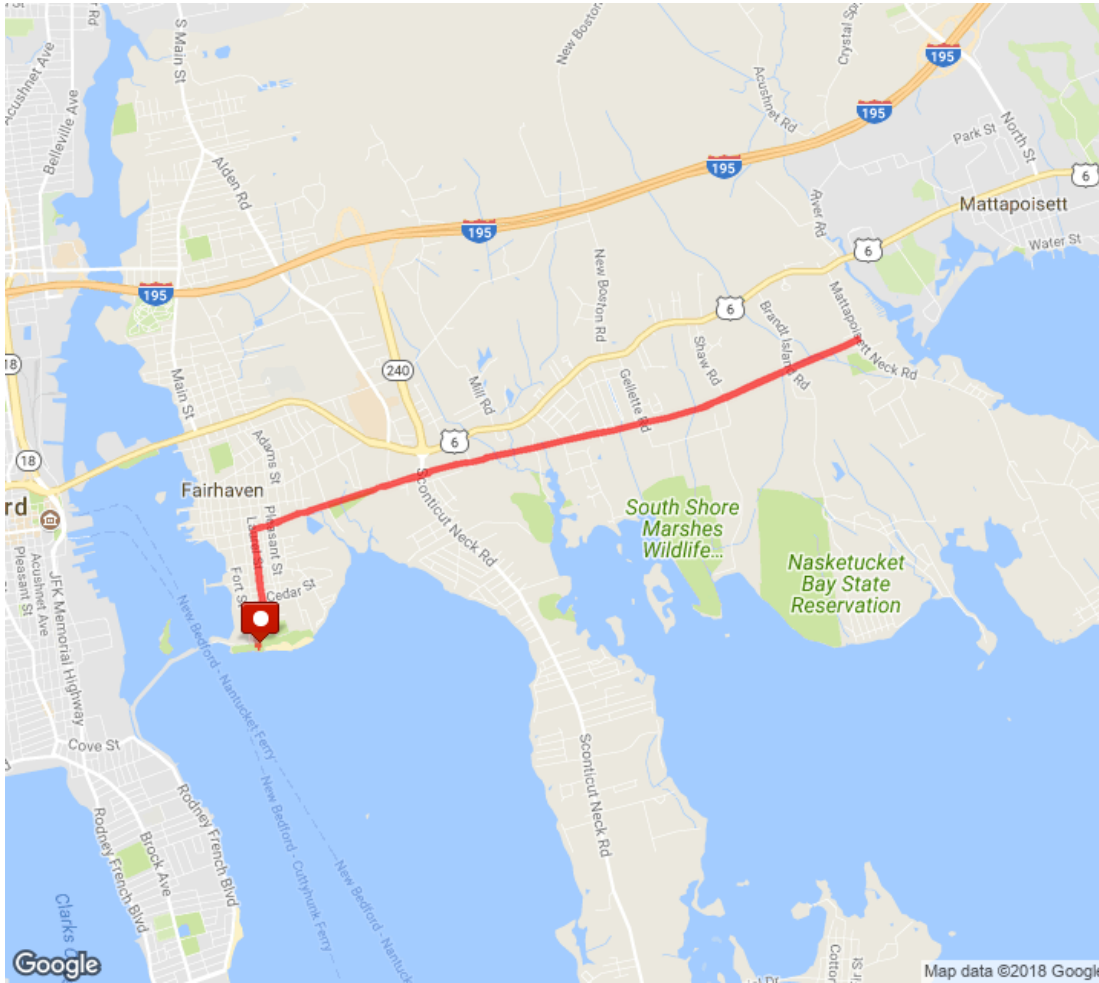 Acushnet Ave
Belleville Ave
S Main St
New Boston
Acushnet Rd
Crystal Spr
195
195
195
195
195
North St
Park St
6
Mattapoisett
Water St
River Rd
6
Alden Rd
New Boston Rd
6
Brandt Island Rd
Mattapoisett Neck Rd
18
240
Main St
Mill Rd
Gellette Rd
Shaw Rd
6
18
Adams St
Fairhaven
Pleasant St
Laurel St
Sconticut Neck Rd
South Shore
Marshes
Wildlife...
Nasketucket
Bay State
Reservation
rd
Acushnet Ave
Pleasant St
JFK Memorial Highway
Fort S
Cedar
New Bedford - Nantucket Ferry
Cove St
Rodney French Blvd
Rodney French Blvd
Brock Ave
New Bedford - Cuttyhunk Ferry
New Bedford - Nantuck
Sconticut Neck Rd
Clarks
Cotton
Google
Map data ©2018 Google